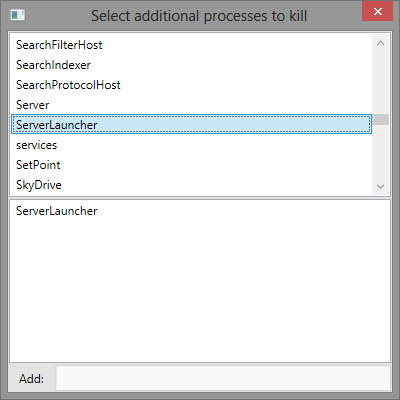 Select additional processes to kill
SearchFilterHost
SearchIndexer
SearchProtocolHost
Server
ServerLauncher
services
SetPoint
SkyDrive
ServerLauncher
Add: